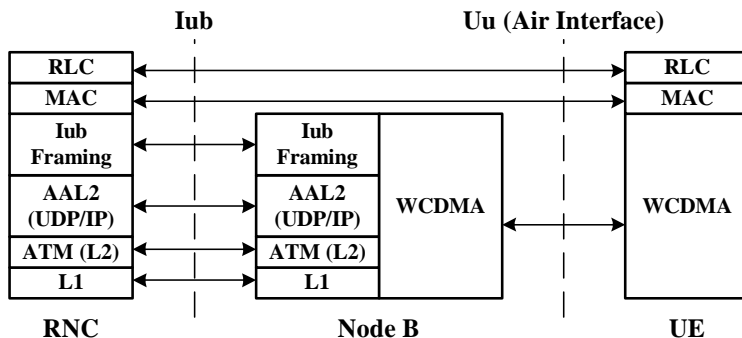 Iub
Uu (Air Interface)
RLC
RLC
MAC
MAC
Iub
Framing
Iub
Framing
AAL2
(UDP/IP)
AAL2
(UDP/IP)
WCDMA
WCDMA
ATM (L2)
ATM (L2)
L1
L1
RNC
Node B
UE